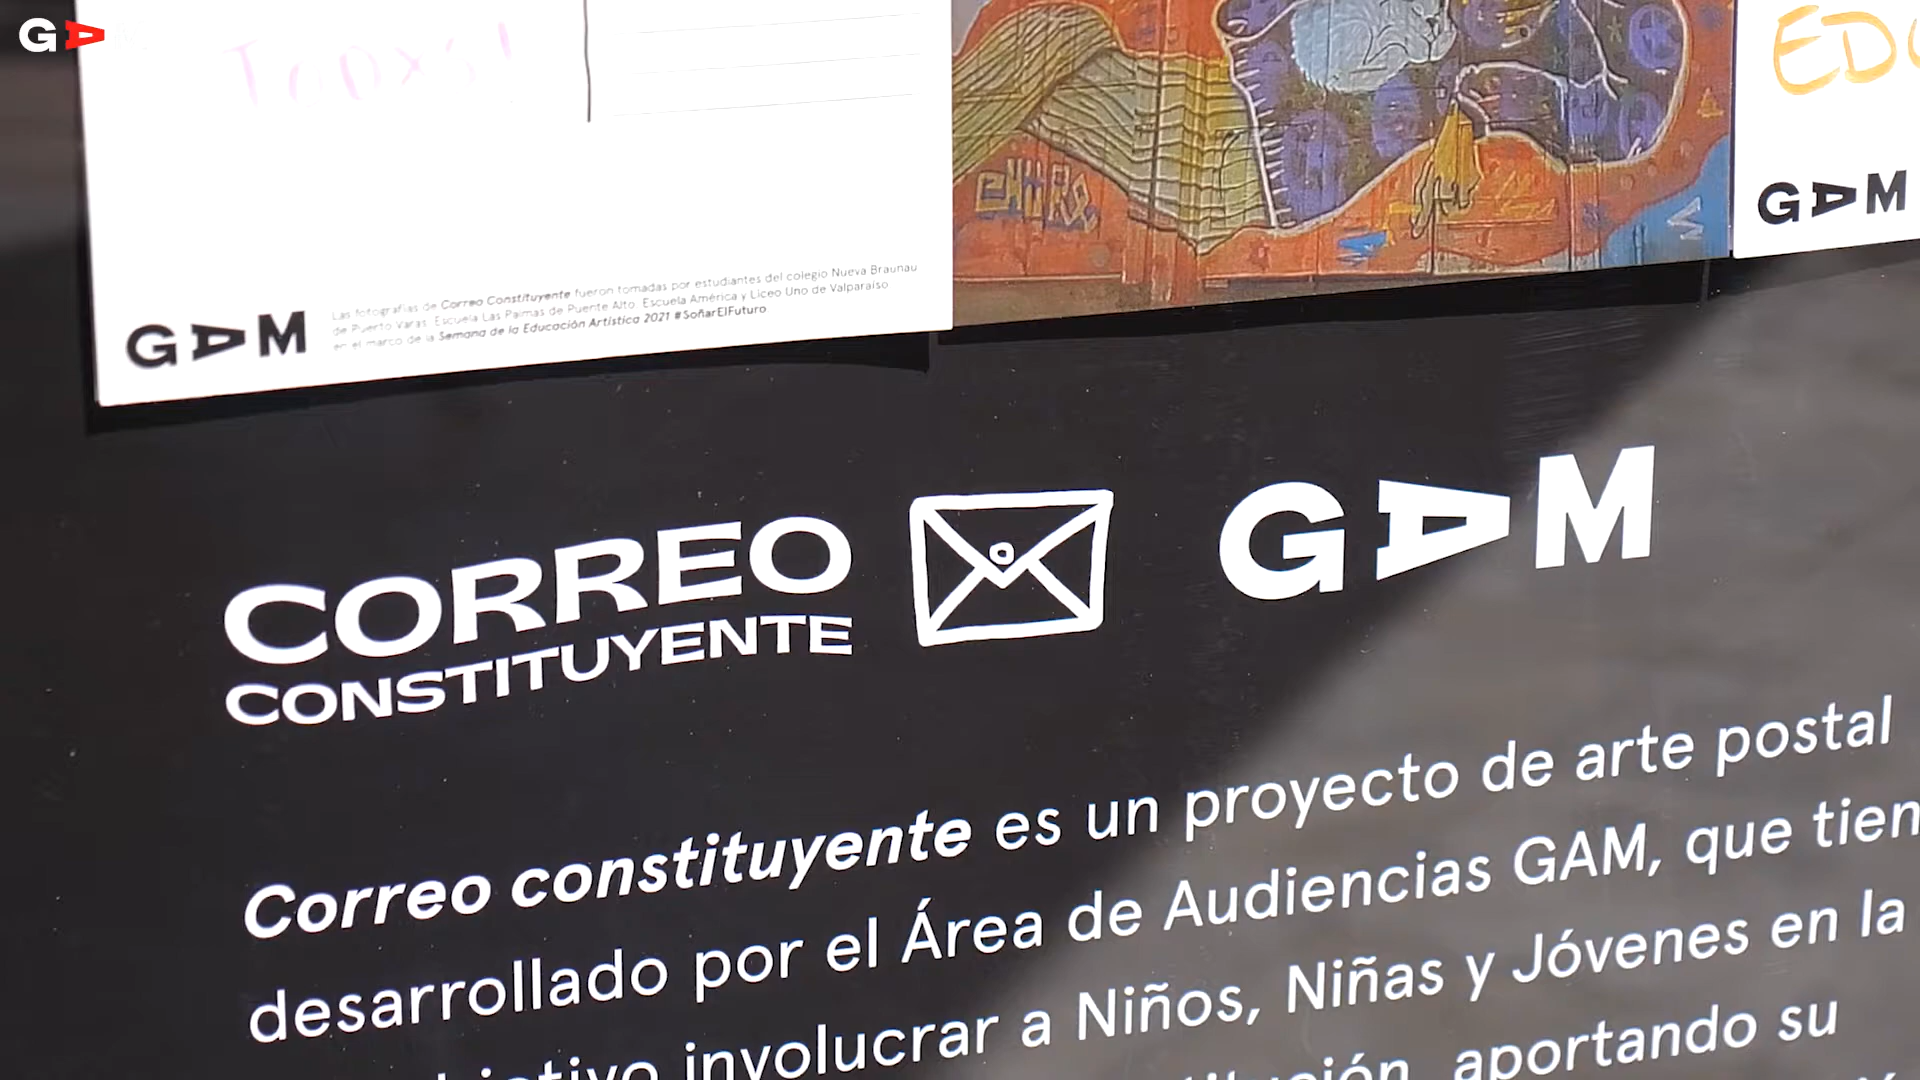 GAM
EDU
GAM
Las fotografías de Correo Constituyente fueron tomadas por estudiantes del colegio Nueva Braunau
de Puerto Varas, Escuela Las Palmas de Puente Alto, Escuela América y Liceo Uno de Valparaíso
en el marco de la Semana de la Educación Artística 2021 #SoñarElFuturo
GAM
CORREO
CONSTITUYENTE
GAM
Correo constituyente es un proyecto de arte postal
desarrollado por el Área de Audiencias GAM, que tien
involucrar a Niños, Niñas y Jóvenes en la
aportando su